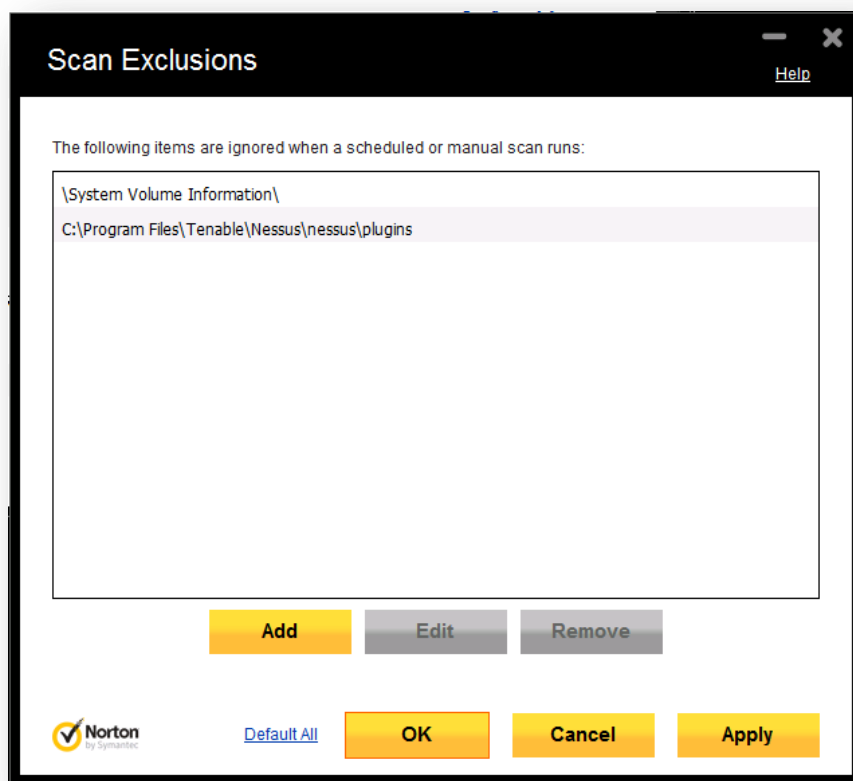 Scan Exclusions
Help
The following items are ignored when a scheduled or manual scan runs:
\System Volume Information\
C:\Program Files\Tenable\Nessus\nessus\plugins
Add Edit Remove
Norton
by Symantec
Default All OK Cancel Apply